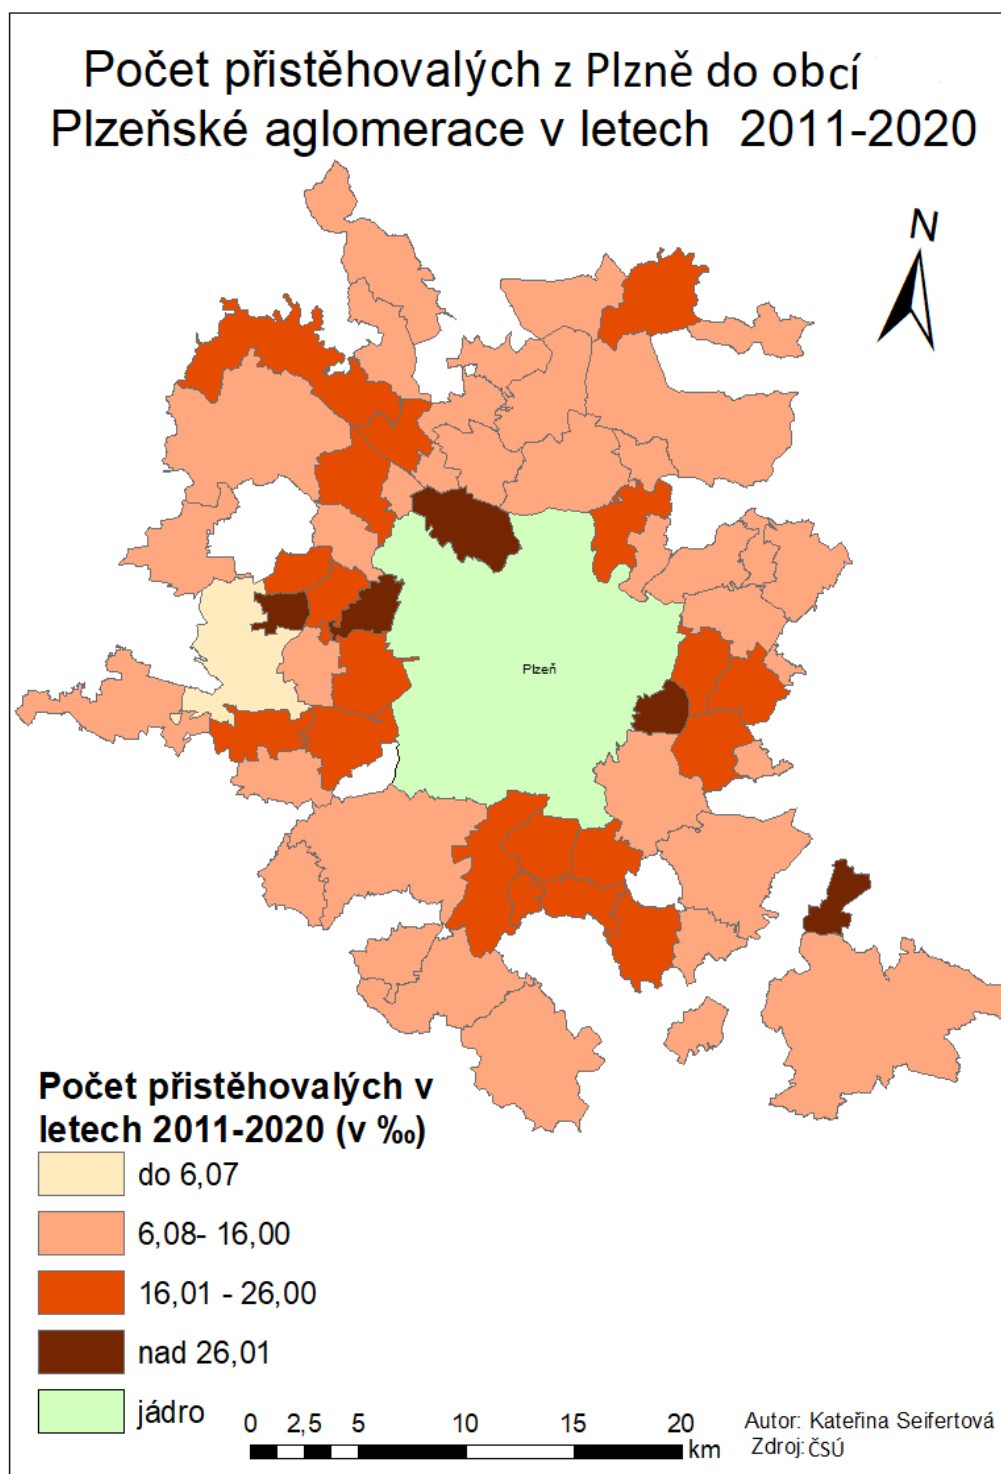 Počet přistěhovalých z Plzně do obcí
Plzeňské aglomerace v letech 2011-2020
N
Plzeň
Počet přistěhovalých v
letech 2011-2020 (v ‰)
do 6,07
6,08- 16,00
16,01 - 26,00
nad 26,01
jádro
0 2,5 5 10 15 20
km
Autor: Kateřina Seifertová
Zdroj: ČSÚ